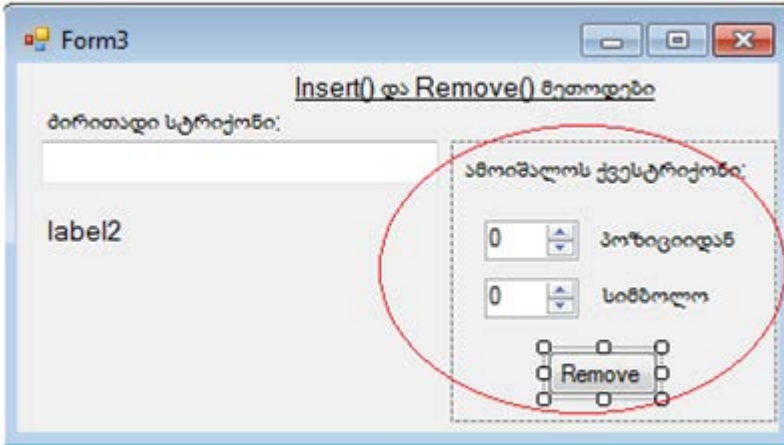 Form3
Insert() და Remove() მეთოდები
ძირითადი სტრიქონი:
ამოიშალოს ქვესტრიქონი:
label2
0 პოზიციიდან
0 სიმბოლო
Remove